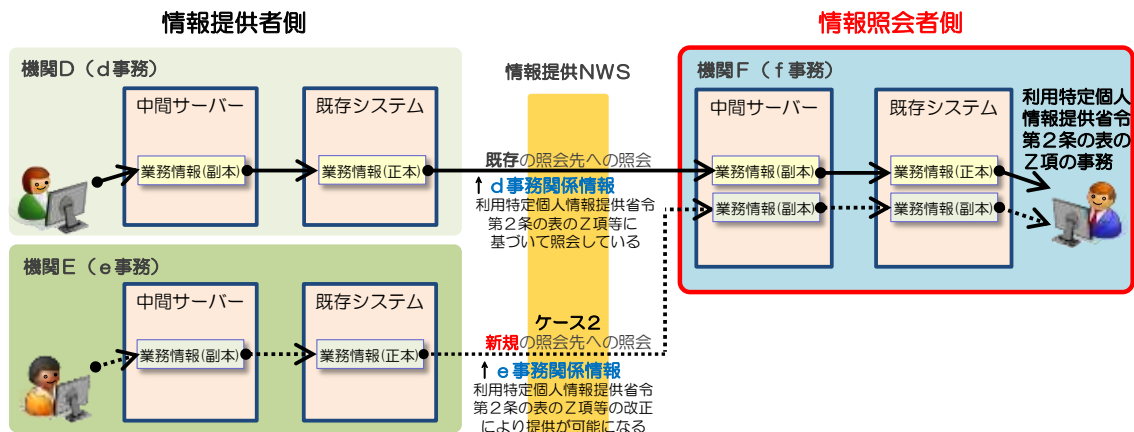 情報提供者側
情報照会者側
機関D（d事務）
中間サーバー
既存システム
業務情報(副本)
業務情報(正本)
情報提供NWS
既存の照会先への照会
↑ d事務関係情報
利用特定個人情報提供省令
第２条の表のＺ項等に
基づいて照会している
機関F（f事務）
中間サーバー
既存システム
業務情報(副本)
業務情報(正本)
業務情報(副本)
業務情報(副本)
利用特定個人
情報提供省令
第２条の表の
Ｚ項の事務
機関E（e事務）
中間サーバー
既存システム
業務情報(副本)
業務情報(正本)
ケース2
新規の照会先への照会
↑ e事務関係情報
利用特定個人情報提供省令
第２条の表のＺ項等の改正
により提供が可能になる